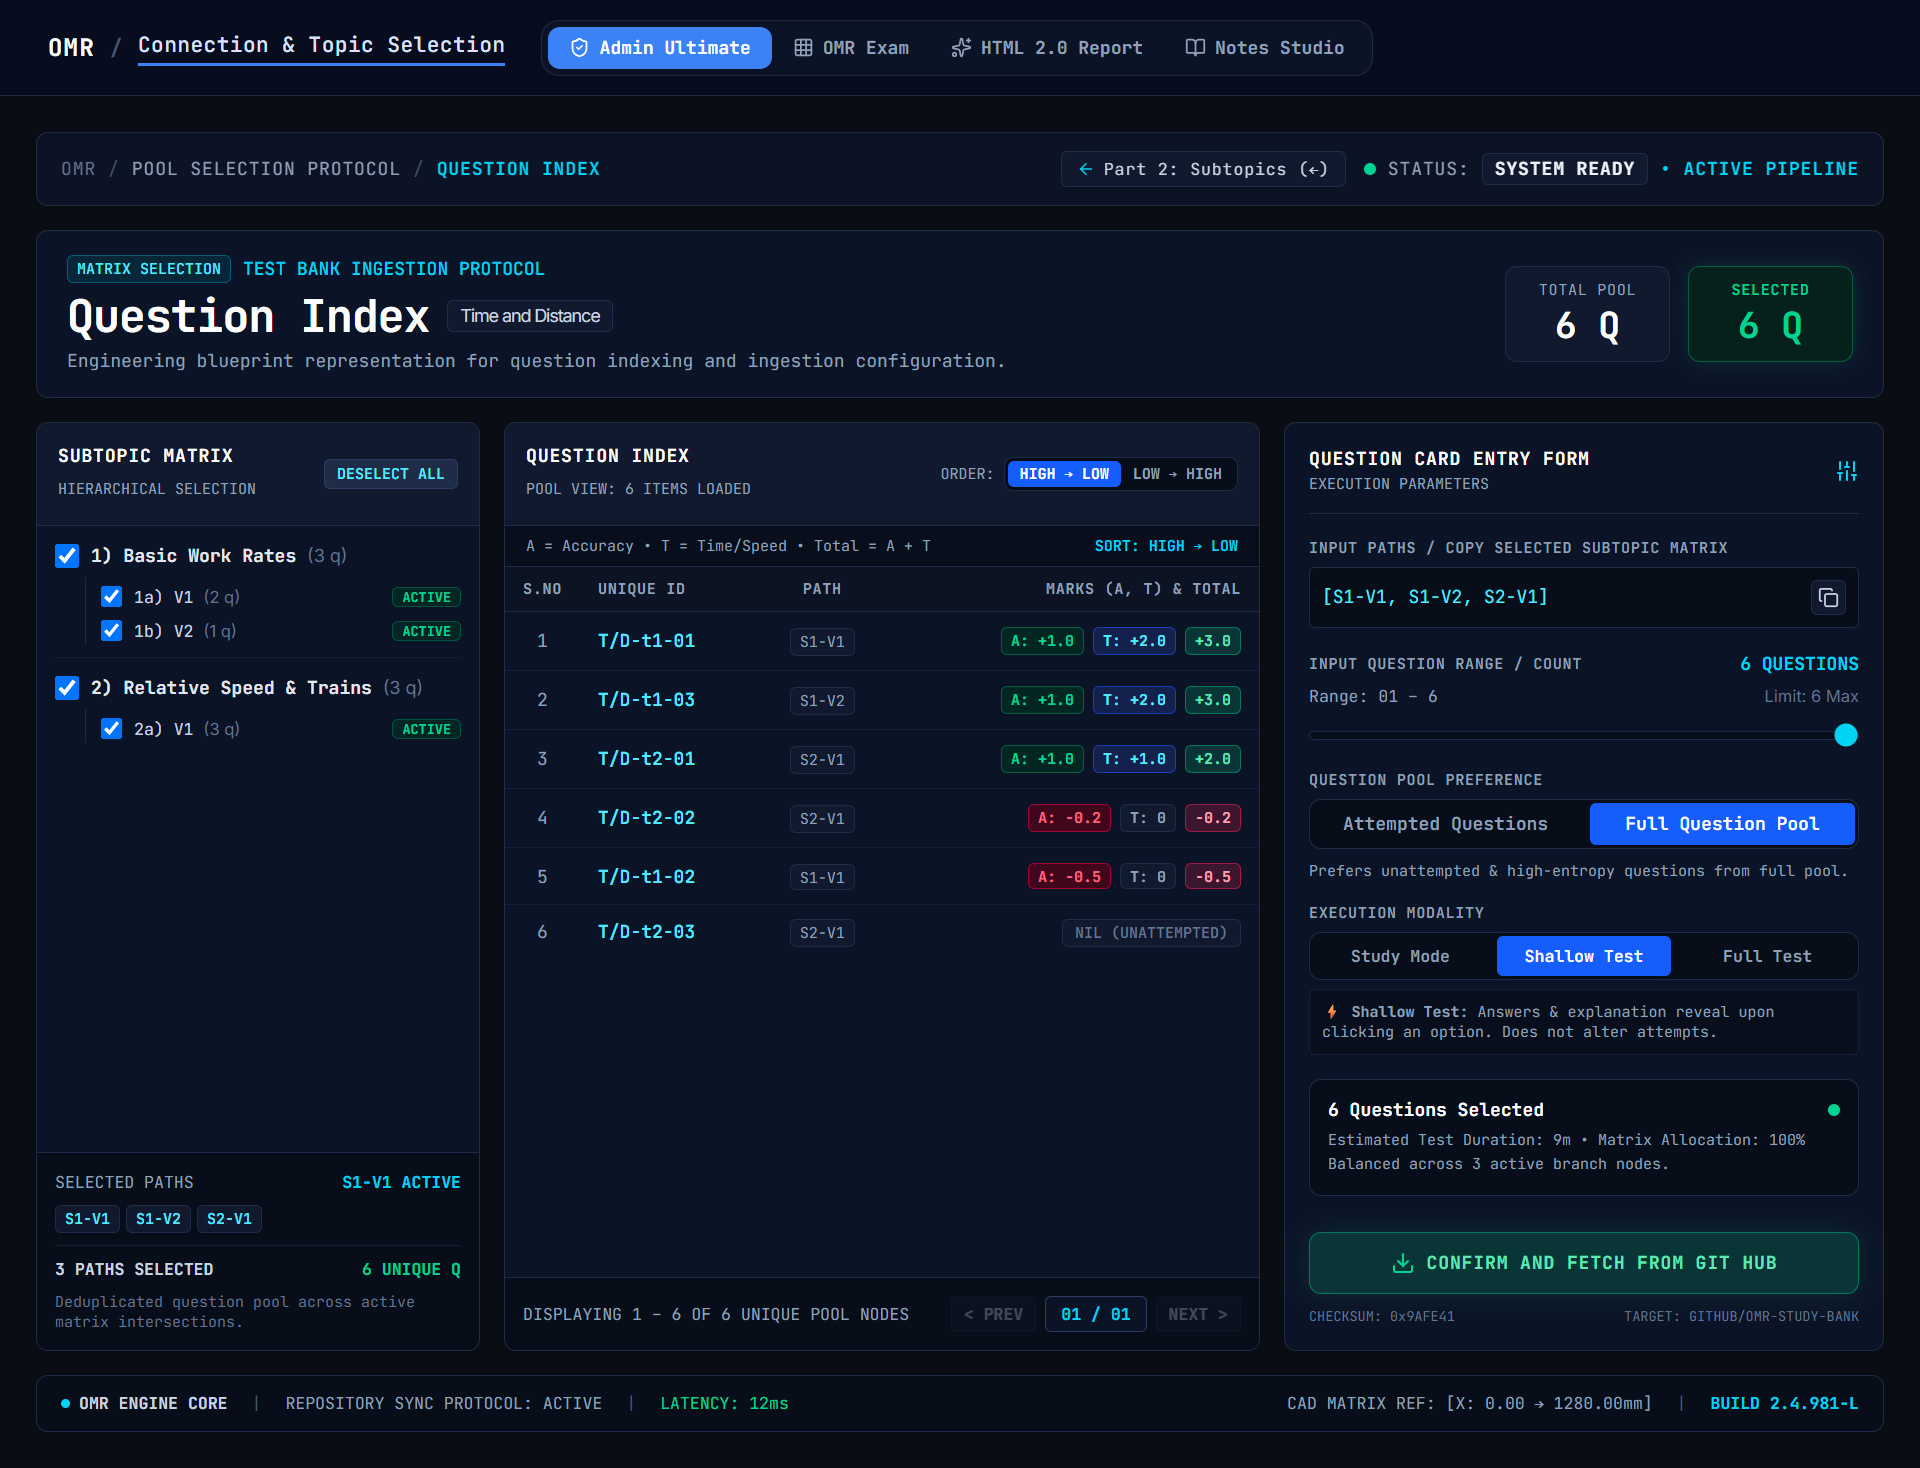 OMR / Connection & Topic Selection
Admin Ultimate
OMR Exam
HTML 2.0 Report
Notes Studio
OMR / POOL SELECTION PROTOCOL / QUESTION INDEX
← Part 2: Subtopics (←)
STATUS: SYSTEM READY • ACTIVE PIPELINE
MATRIX SELECTION TEST BANK INGESTION PROTOCOL
Question Index Time and Distance
Engineering blueprint representation for question indexing and ingestion configuration.
TOTAL POOL
6 Q
SELECTED
6 Q
SUBTOPIC MATRIX
HIERARCHICAL SELECTION
DESELECT ALL
1) Basic Work Rates (3 q)
1a) V1 (2 q) ACTIVE
1b) V2 (1 q) ACTIVE
2) Relative Speed & Trains (3 q)
2a) V1 (3 q) ACTIVE
SELECTED PATHS S1-V1 ACTIVE
S1-V1 S1-V2 S2-V1
3 PATHS SELECTED 6 UNIQUE Q
Deduplicated question pool across active
matrix intersections.
QUESTION INDEX
POOL VIEW: 6 ITEMS LOADED
ORDER: HIGH → LOW LOW → HIGH
A = Accuracy • T = Time/Speed • Total = A + T SORT: HIGH → LOW
S.NO UNIQUE ID PATH MARKS (A, T) & TOTAL
1 T/D-t1-01 S1-V1 A: +1.0 T: +2.0 +3.0
2 T/D-t1-03 S1-V2 A: +1.0 T: +2.0 +3.0
3 T/D-t2-01 S2-V1 A: +1.0 T: +1.0 +2.0
4 T/D-t2-02 S2-V1 A: -0.2 T: 0 -0.2
5 T/D-t1-02 S1-V1 A: -0.5 T: 0 -0.5
6 T/D-t2-03 S2-V1 NIL (UNATTEMPTED)
DISPLAYING 1 – 6 OF 6 UNIQUE POOL NODES < PREV 01 / 01 NEXT >
QUESTION CARD ENTRY FORM
EXECUTION PARAMETERS
INPUT PATHS / COPY SELECTED SUBTOPIC MATRIX
[S1-V1, S1-V2, S2-V1]
INPUT QUESTION RANGE / COUNT 6 QUESTIONS
Range: 01 – 6 Limit: 6 Max
QUESTION POOL PREFERENCE
Attempted Questions Full Question Pool
Prefers unattempted & high-entropy questions from full pool.
EXECUTION MODALITY
Study Mode Shallow Test Full Test
⚡ Shallow Test: Answers & explanation reveal upon
clicking an option. Does not alter attempts.
6 Questions Selected
Estimated Test Duration: 9m • Matrix Allocation: 100%
Balanced across 3 active branch nodes.
CONFIRM AND FETCH FROM GIT HUB
CHECKSUM: 0x9AFE41 TARGET: GITHUB/OMR-STUDY-BANK
OMR ENGINE CORE | REPOSITORY SYNC PROTOCOL: ACTIVE | LATENCY: 12ms
CAD MATRIX REF: [X: 0.00 → 1280.00mm] | BUILD 2.4.981-L